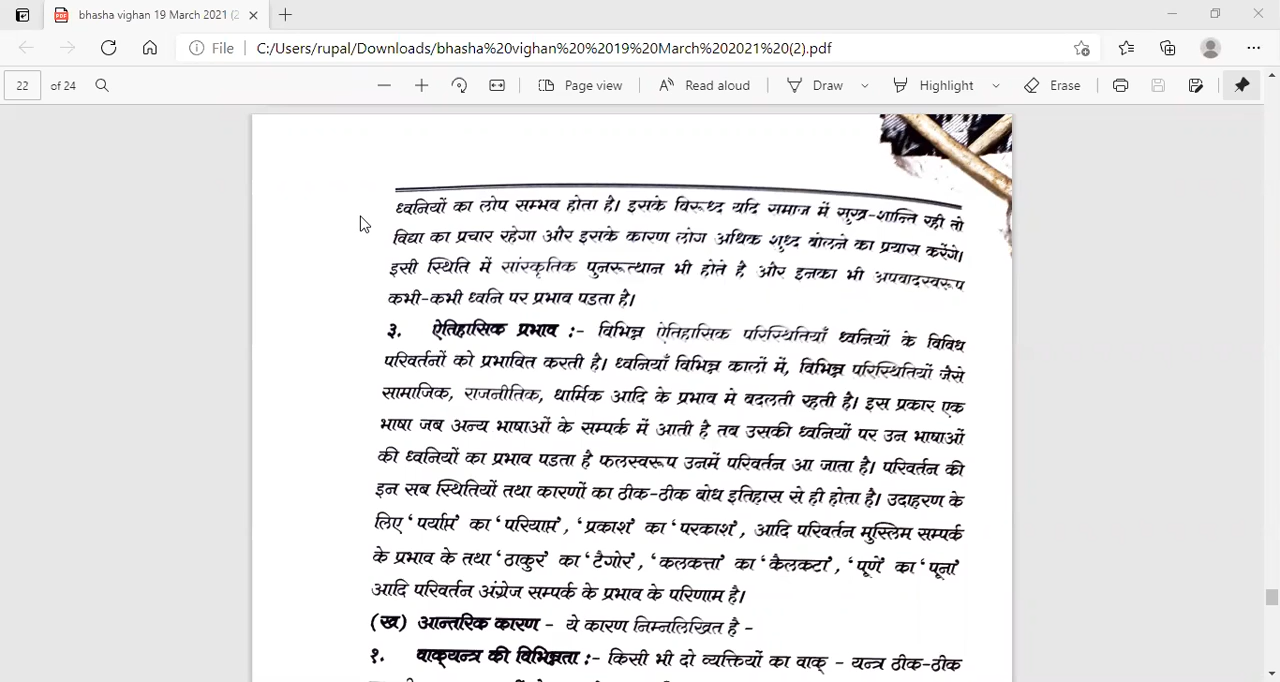 bhasha vighan 19 March 2021 (2
File C:/Users/rupal/Downloads/bhasha%20vighan%20%2019%20March%202021%20(2).pdf
22 of 24 Page view Read aloud Draw Highlight Erase
ध्वनियों का लोप सम्भव होता है। इसके विरूध्द यदि समाज में सुख-शान्ति रही तो
विद्या का प्रचार रहेगा और इसके कारण लोग अधिक शुध्द बोलने का प्रयास करेंगे।
इसी स्थिति में सांस्कृतिक पुनरूत्थान भी होते है और इनका भी अपवादस्वरूप
कभी-कभी ध्वनि पर प्रभाव पडता है।
३. ऐतिहासिक प्रभाव :- विभिन्न ऐतिहासिक परिस्थितियाँ ध्वनियों के विविध
परिवर्तनों को प्रभावित करती है। ध्वनियाँ विभिन्न कालों में, विभिन्न परिस्थितियों जैसे
सामाजिक, राजनीतिक, धार्मिक आदि के प्रभाव मे बदलती रहती है। इस प्रकार एक
भाषा जब अन्य भाषाओं के सम्पर्क में आती है तब उसकी ध्वनियों पर उन भाषाओं
की ध्वनियों का प्रभाव पडता है फलस्वरूप उनमें परिवर्तन आ जाता है। परिवर्तन की
इन सब स्थितियों तथा कारणों का ठीक-ठीक बोध इतिहास से ही होता है। उदाहरण के
लिए 'पर्याप्त' का 'परियाप्त', 'प्रकाश' का 'परकाश', आदि परिवर्तन मुस्लिम सम्पर्क
के प्रभाव के तथा 'ठाकुर' का 'टैगोर', 'कलकत्ता' का 'कैलकटा', 'पूणें' का 'पूना'
आदि परिवर्तन अंग्रेज सम्पर्क के प्रभाव के परिणाम है।
(ख) आन्तरिक कारण - ये कारण निम्नलिखित है -
१. वाक्‌यन्त्र की विभिन्नता :- किसी भी दो व्यक्तियों का वाक् - यन्त्र ठीक-ठीक